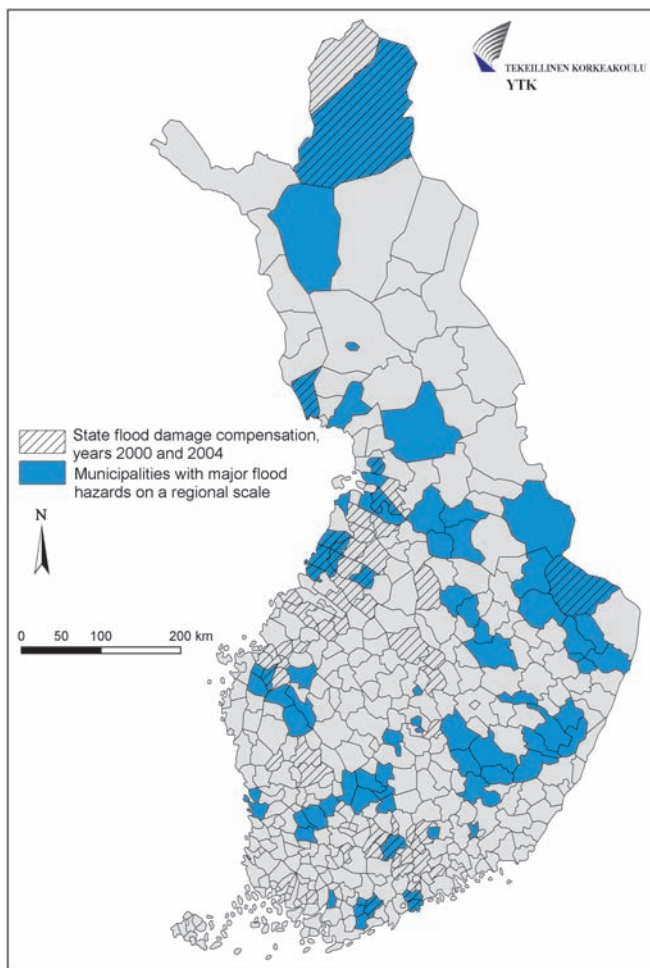 TEKEILLINEN KORKEAKOULU
YTK
State flood damage compensation,
years 2000 and 2004
Municipalities with major flood
hazards on a regional scale
N
0 50 100 200 km